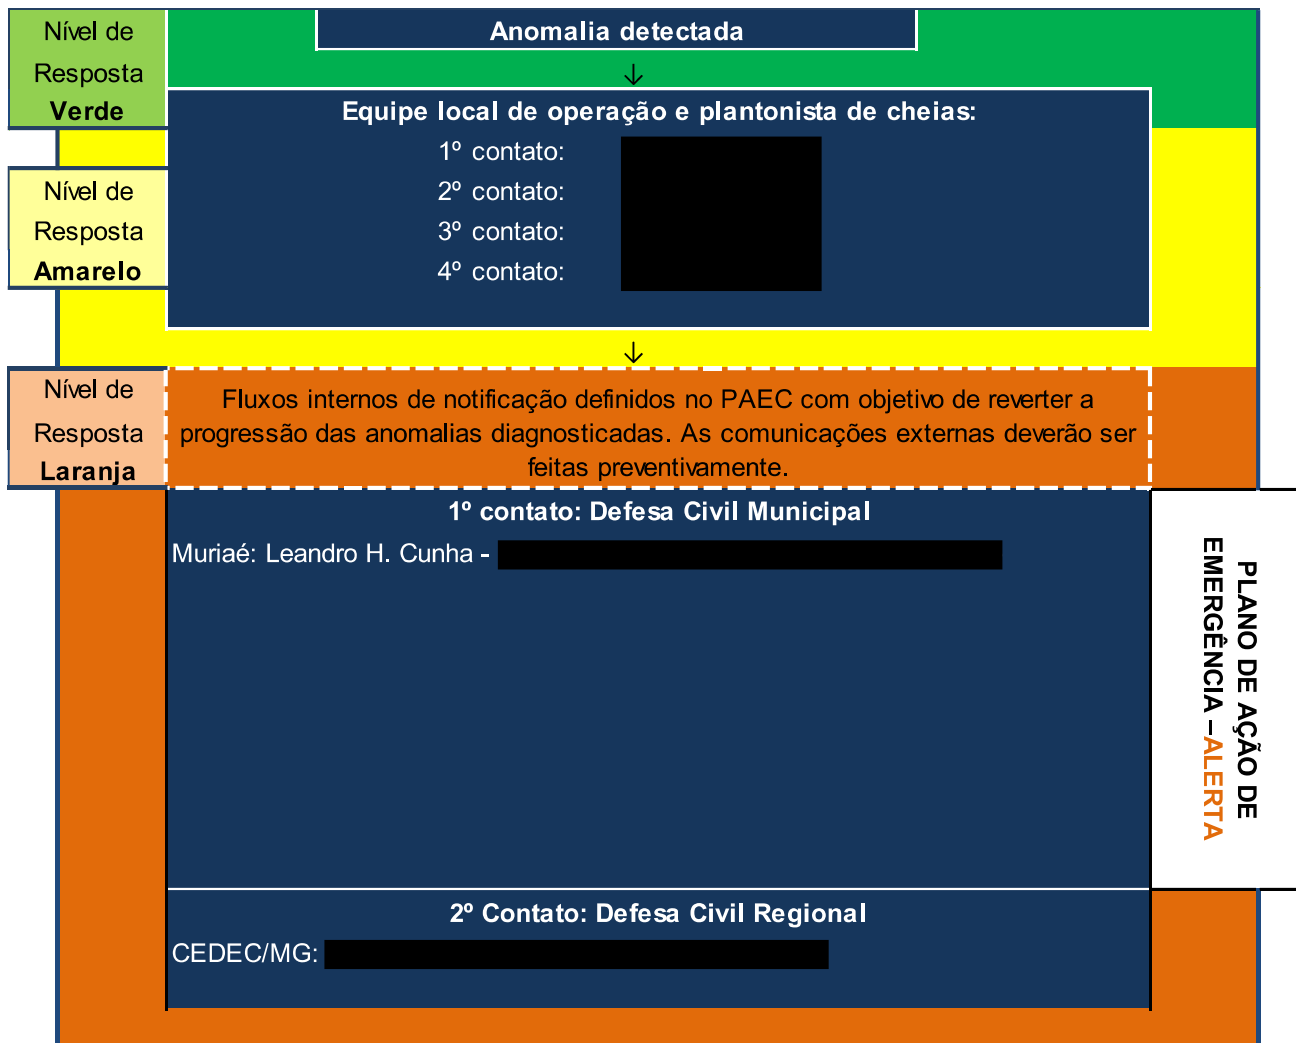 Nível de
Resposta
Verde
Anomalia detectada
↓
Equipe local de operação e plantonista de cheias:
1º contato:
2º contato:
3º contato:
4º contato:
Nível de
Resposta
Amarelo
↓
Nível de
Resposta
Laranja
Fluxos internos de notificação definidos no PAEC com objetivo de reverter a
progressão das anomalias diagnosticadas. As comunicações externas deverão ser
feitas preventivamente.
1º contato: Defesa Civil Municipal
Muriaé: Leandro H. Cunha -
PLANO DE AÇÃO DE
EMERGÊNCIA –ALERTA
2º Contato: Defesa Civil Regional
CEDEC/MG: